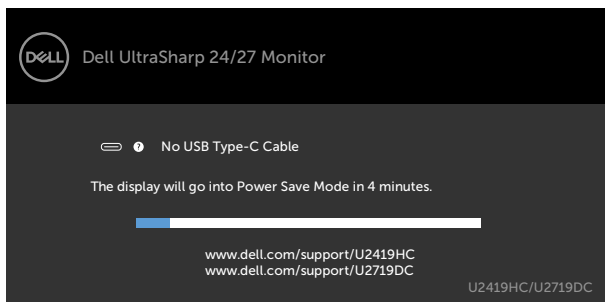 DELL Dell UltraSharp 24/27 Monitor
? No USB Type-C Cable
The display will go into Power Save Mode in 4 minutes.
www.dell.com/support/U2419HC
www.dell.com/support/U2719DC
U2419HC/U2719DC